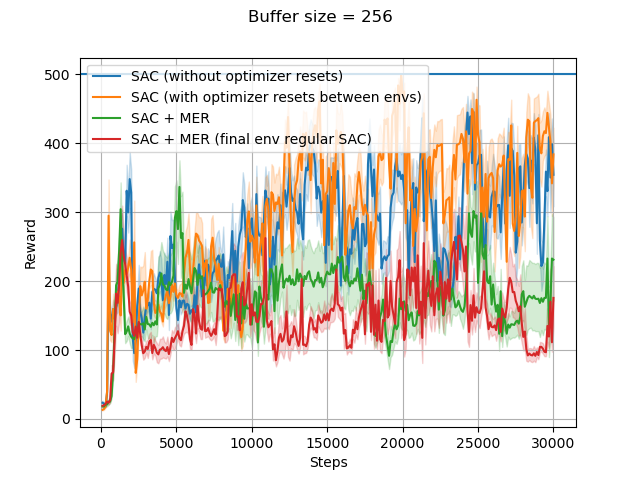 Buffer size = 256
SAC (without optimizer resets)
SAC (with optimizer resets between envs)
SAC + MER
SAC + MER (final env regular SAC)
500
400
300
200
100
0
Reward
0 5000 10000 15000 20000 25000 30000
Steps